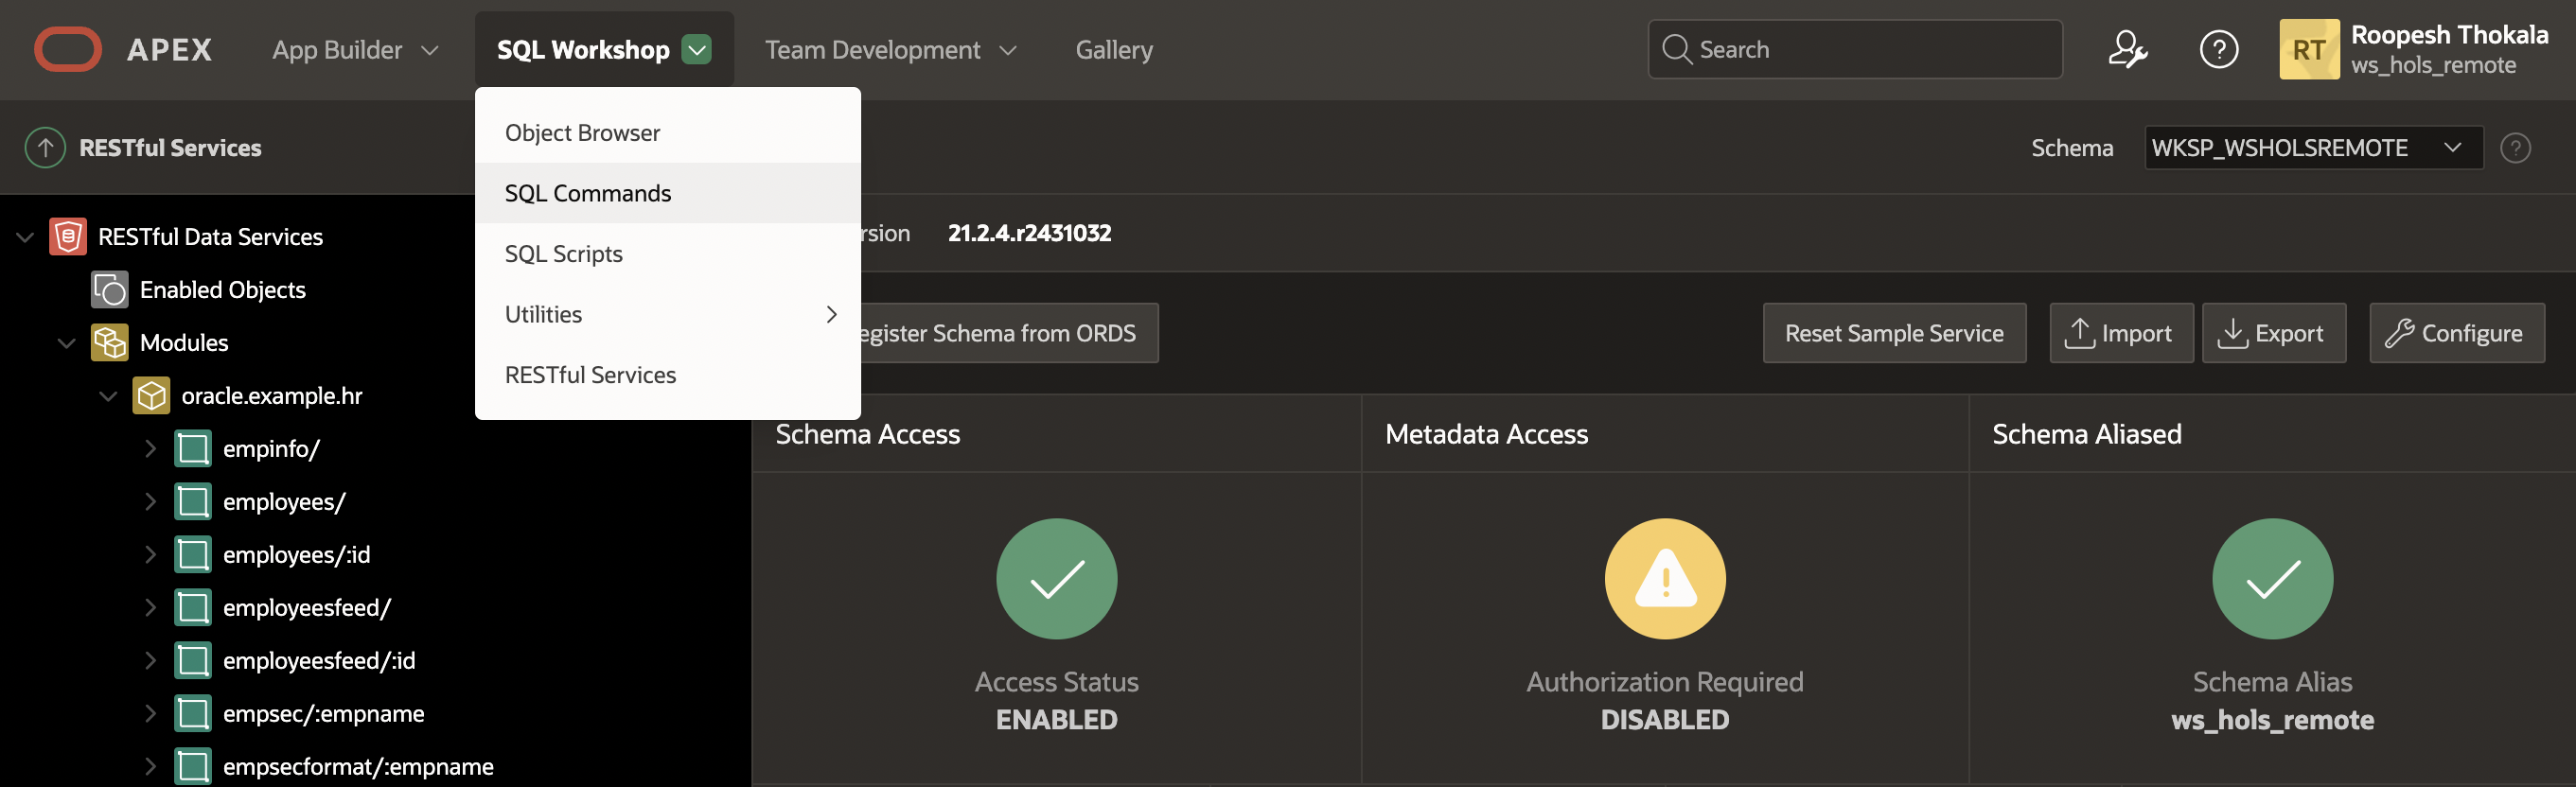 APEX
App Builder
SQL Workshop
Team Development
Gallery
Search
RT
Roopesh Thokala
ws_hols_remote
RESTful Services
Schema
WKSP_WSHOLSREMOTE
Object Browser
SQL Commands
SQL Scripts
Utilities
RESTful Services
RESTful Data Services
Enabled Objects
Modules
oracle.example.hr
empinfo/
employees/
employees/:id
employeesfeed/
employeesfeed/:id
empsec/:empname
empsecformat/:empname
rsion 21.2.4.r2431032
egister Schema from ORDS
Reset Sample Service
Import
Export
Configure
Schema Access
Metadata Access
Schema Aliased
Access Status
ENABLED
Authorization Required
DISABLED
Schema Alias
ws_hols_remote